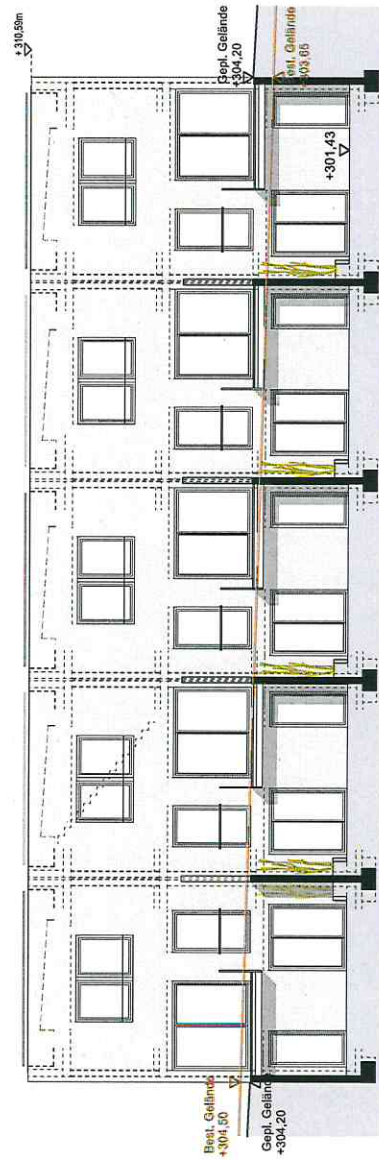 + 310,59m
Gepl. Gelände
+304,20
Best. Gelände
+303,65
+301,43
Best. Gelände
+304,50
Gepl. Gelände
+304,20